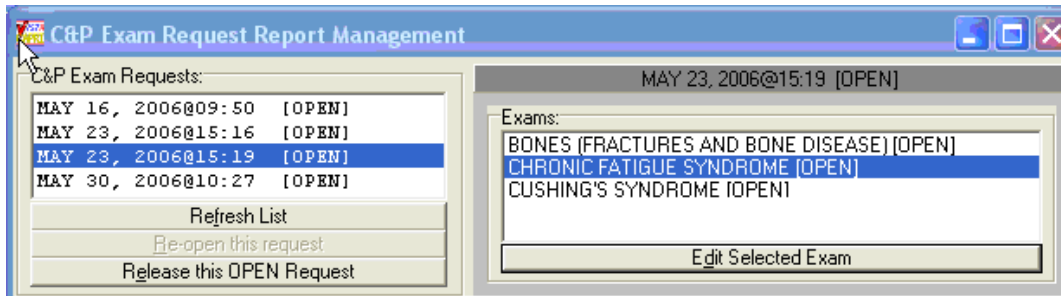 C&P Exam Request Report Management
C&P Exam Requests:
MAY 16, 2006@09:50 [OPEN]
MAY 23, 2006@15:16 [OPEN]
MAY 23, 2006@15:19 [OPEN]
MAY 30, 2006@10:27 [OPEN]
Refresh List
Re-open this request
Release this OPEN Request
MAY 23, 2006@15:19 [OPEN]
Exams:
BONES (FRACTURES AND BONE DISEASE) [OPEN]
CHRONIC FATIGUE SYNDROME [OPEN]
CUSHING'S SYNDROME [OPEN]
Edit Selected Exam